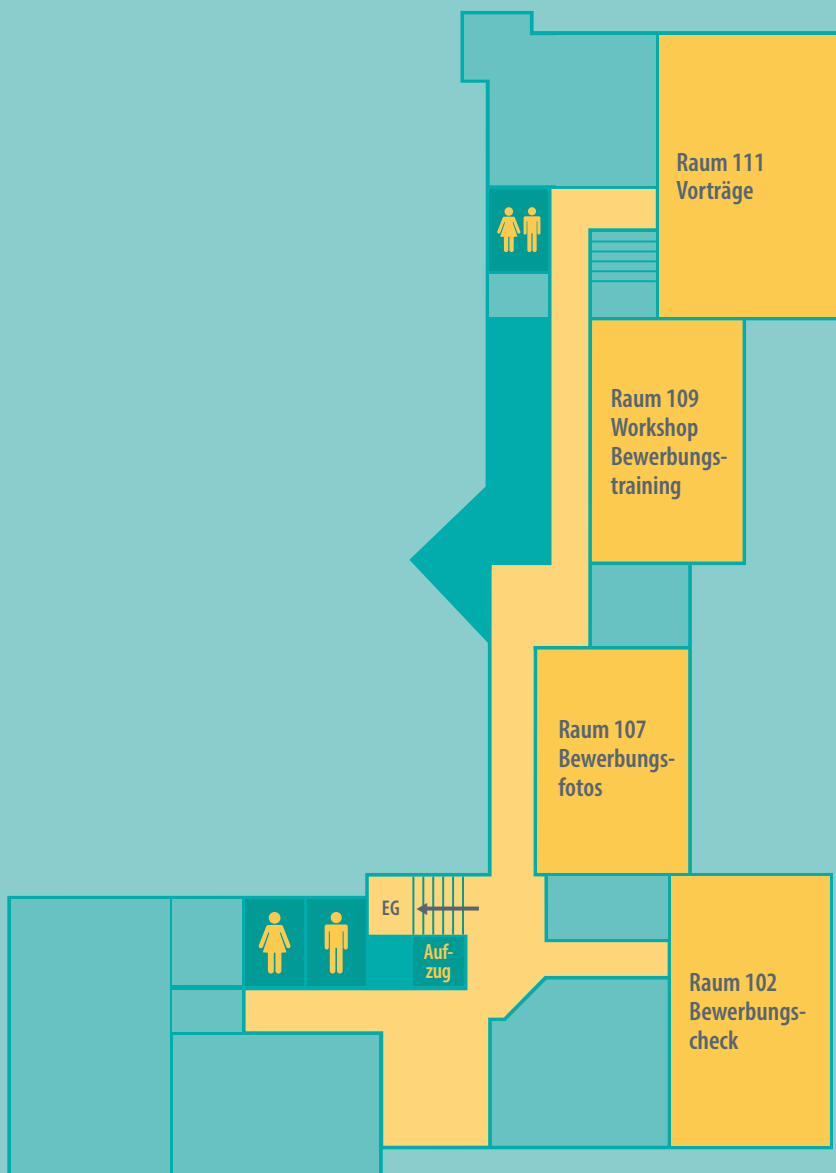 Raum 111
Vorträge
Raum 109
Workshop
Bewerbungs-
training
Raum 107
Bewerbungs-
fotos
EG
Auf-
zug
Raum 102
Bewerbungs-
check